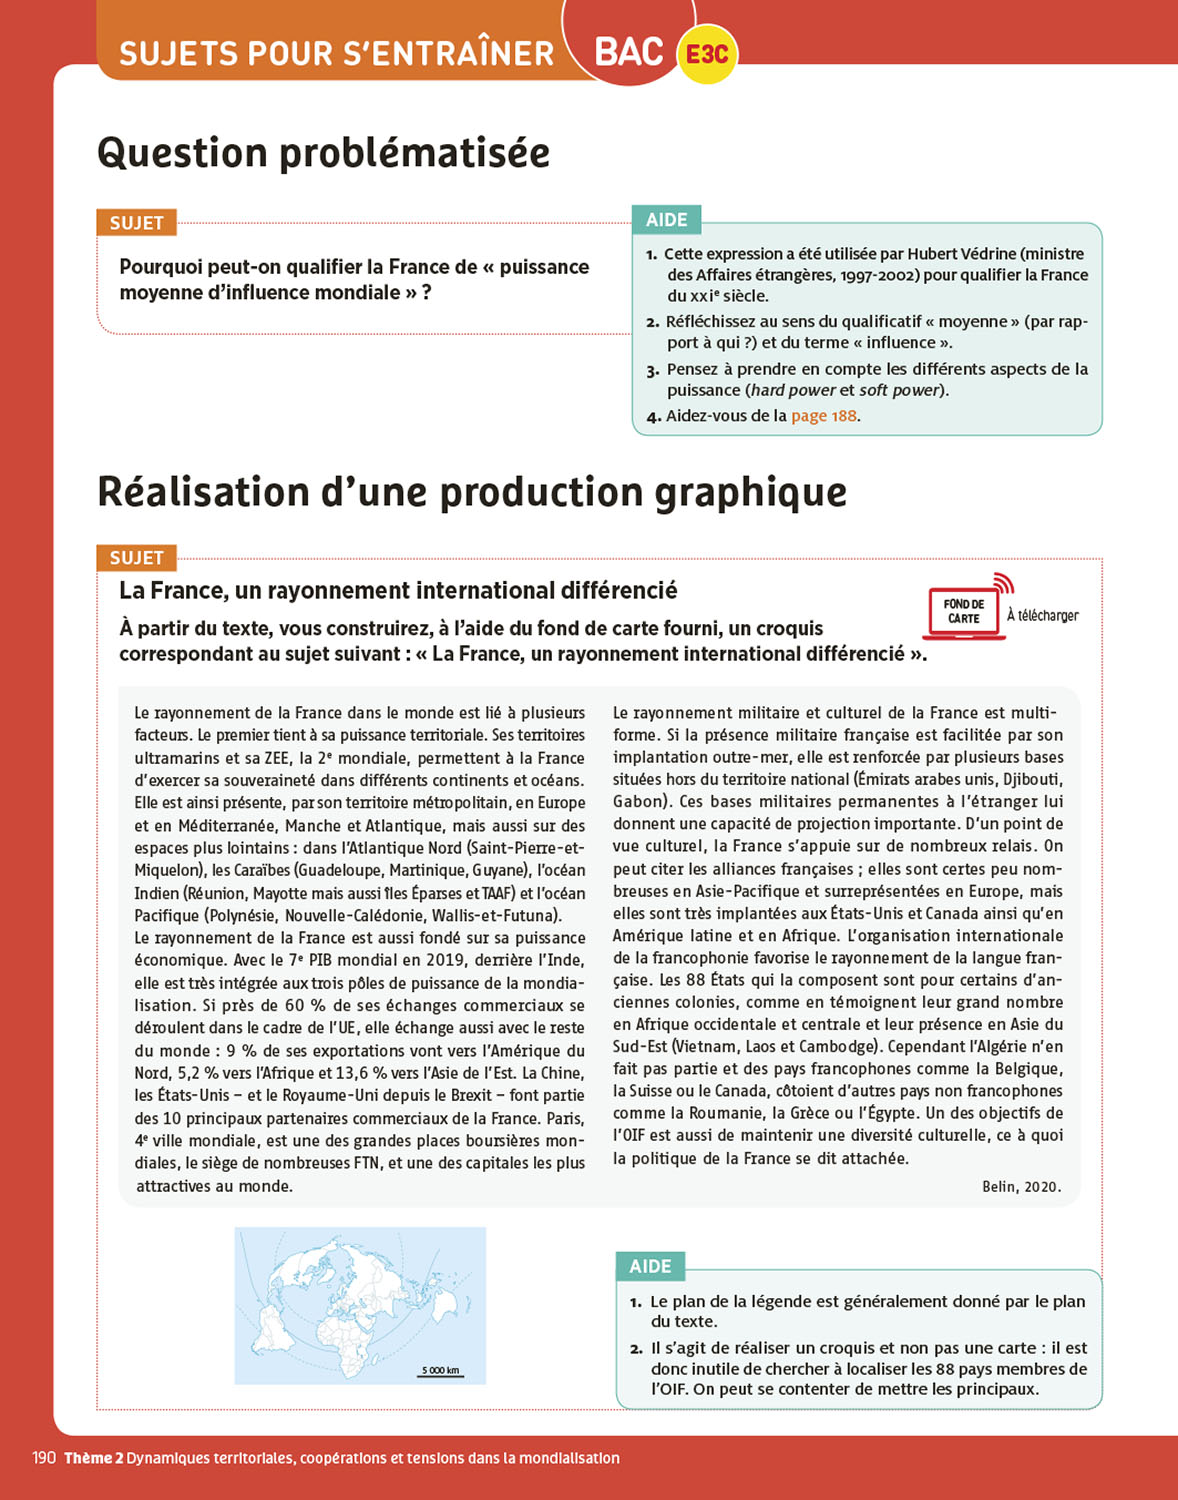 SUJETS POUR S'ENTRAÎNER BAC E3C
Question problématisée
SUJET
Pourquoi peut-on qualifier la France de « puissance
moyenne d'influence mondiale » ?
AIDE
1. Cette expression a été utilisée par Hubert Védrine (ministre
des Affaires étrangères, 1997-2002) pour qualifier la France
du XXIe siècle.
2. Réfléchissez au sens du qualificatif « moyenne » (par rap-
port à qui ?) et du terme « influence ».
3. Pensez à prendre en compte les différents aspects de la
puissance (hard power et soft power).
4. Aidez-vous de la page 188.
Réalisation d'une production graphique
SUJET
La France, un rayonnement international différencié
À partir du texte, vous construirez, à l'aide du fond de carte fourni, un croquis
correspondant au sujet suivant : « La France, un rayonnement international différencié ».
FOND DE
CARTE
À télécharger
Le rayonnement de la France dans le monde est lié à plusieurs
facteurs. Le premier tient à sa puissance territoriale. Ses territoires
ultramarins et sa ZEE, la 2e mondiale, permettent à la France
d'exercer sa souveraineté dans différents continents et océans.
Elle est ainsi présente, par son territoire métropolitain, en Europe
et en Méditerranée, Manche et Atlantique, mais aussi sur des
espaces plus lointains : dans l'Atlantique Nord (Saint-Pierre-et-
Miquelon), les Caraïbes (Guadeloupe, Martinique, Guyane), l'océan
Indien (Réunion, Mayotte mais aussi îles Éparses et TAAF) et l'océan
Pacifique (Polynésie, Nouvelle-Calédonie, Wallis-et-Futuna).
Le rayonnement de la France est aussi fondé sur sa puissance
économique. Avec le 7e PIB mondial en 2019, derrière l'Inde,
elle est très intégrée aux trois pôles de puissance de la mondia-
lisation. Si près de 60 % de ses échanges commerciaux se
déroulent dans le cadre de l'UE, elle échange aussi avec le reste
du monde : 9 % de ses exportations vont vers l'Amérique du
Nord, 5,2 % vers l'Afrique et 13,6 % vers l'Asie de l'Est. La Chine,
les États-Unis – et le Royaume-Uni depuis le Brexit – font partie
des 10 principaux partenaires commerciaux de la France. Paris,
4e ville mondiale, est une des grandes places boursières mon-
diales, le siège de nombreuses FTN, et une des capitales les plus
attractives au monde.
Le rayonnement militaire et culturel de la France est multi-
forme. Si la présence militaire française est facilitée par son
implantation outre-mer, elle est renforcée par plusieurs bases
situées hors du territoire national (Émirats arabes unis, Djibouti,
Gabon). Ces bases militaires permanentes à l'étranger lui
donnent une capacité de projection importante. D'un point de
vue culturel, la France s'appuie sur de nombreux relais. On
peut citer les alliances françaises ; elles sont certes peu nom-
breuses en Asie-Pacifique et surreprésentées en Europe, mais
elles sont très implantées aux États-Unis et Canada ainsi qu'en
Amérique latine et en Afrique. L'organisation internationale
de la francophonie favorise le rayonnement de la langue fran-
çaise. Les 88 États qui la composent sont pour certains d'an-
ciennes colonies, comme en témoignent leur grand nombre
en Afrique occidentale et centrale et leur présence en Asie du
Sud-Est (Vietnam, Laos et Cambodge). Cependant l'Algérie n'en
fait pas partie et des pays francophones comme la Belgique,
la Suisse ou le Canada, côtoient d'autres pays non francophones
comme la Roumanie, la Grèce ou l'Égypte. Un des objectifs de
l'OIF est aussi de maintenir une diversité culturelle, ce à quoi
la politique de la France se dit attachée.
Belin, 2020.
5 000 km
AIDE
1. Le plan de la légende est généralement donné par le plan
du texte.
2. Il s'agit de réaliser un croquis et non pas une carte : il est
donc inutile de chercher à localiser les 88 pays membres de
l'OIF. On peut se contenter de mettre les principaux.
190 Thème 2 Dynamiques territoriales, coopérations et tensions dans la mondialisation